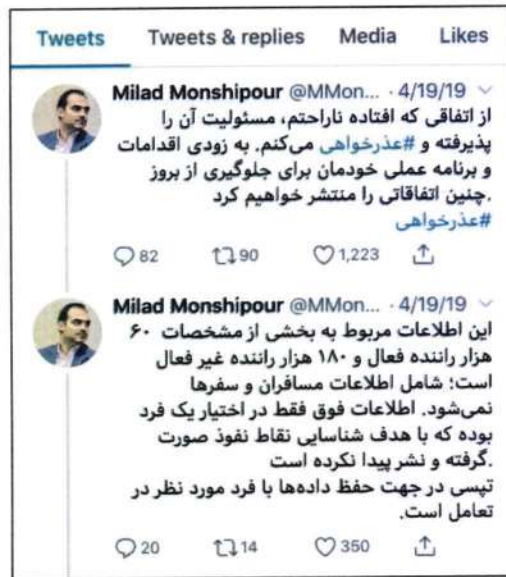 Tweets Tweets & replies Media Likes
Milad Monshipour @MMon... · 4/19/19
از اتفاقی که افتاده ناراحتم، مسئولیت آن را
پذیرفته و #عذرخواهی می‌کنم. به زودی اقدامات
و برنامه عملی خودمان برای جلوگیری از بروز
.چنین اتفاقاتی را منتشر خواهیم کرد
#عذرخواهی
82 90 1,223
Milad Monshipour @MMon... · 4/19/19
این اطلاعات مربوط به بخشی از مشخصات ۶۰
هزار راننده فعال و ۱۸۰ هزار راننده غیر فعال
است؛ شامل اطلاعات مسافران و سفرها
نمی‌شود. اطلاعات فوق فقط در اختیار یک فرد
بوده که با هدف شناسایی نقاط نفوذ صورت
.گرفته و نشر پیدا نکرده است
تپسی در جهت حفظ داده‌ها با فرد مورد نظر در
تعامل است.
20 14 350